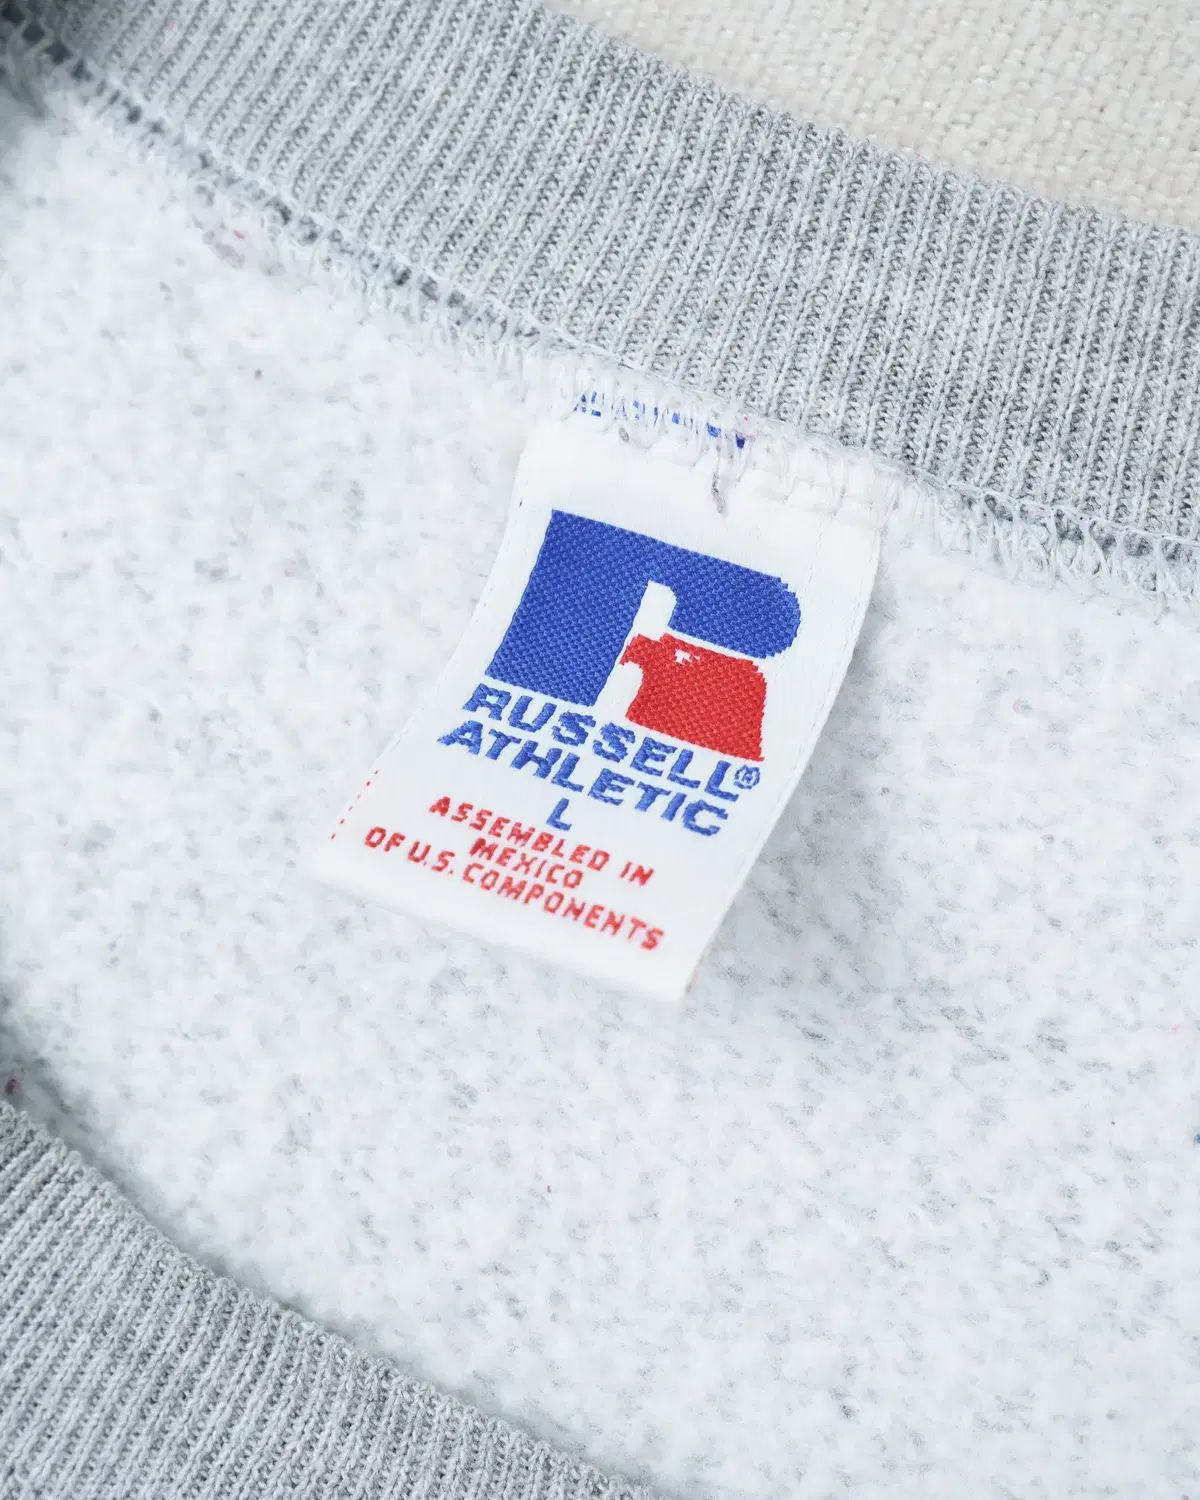 RUSSELL®
ATHLETIC
L
ASSEMBLED IN
MEXICO
OF U.S. COMPONENTS